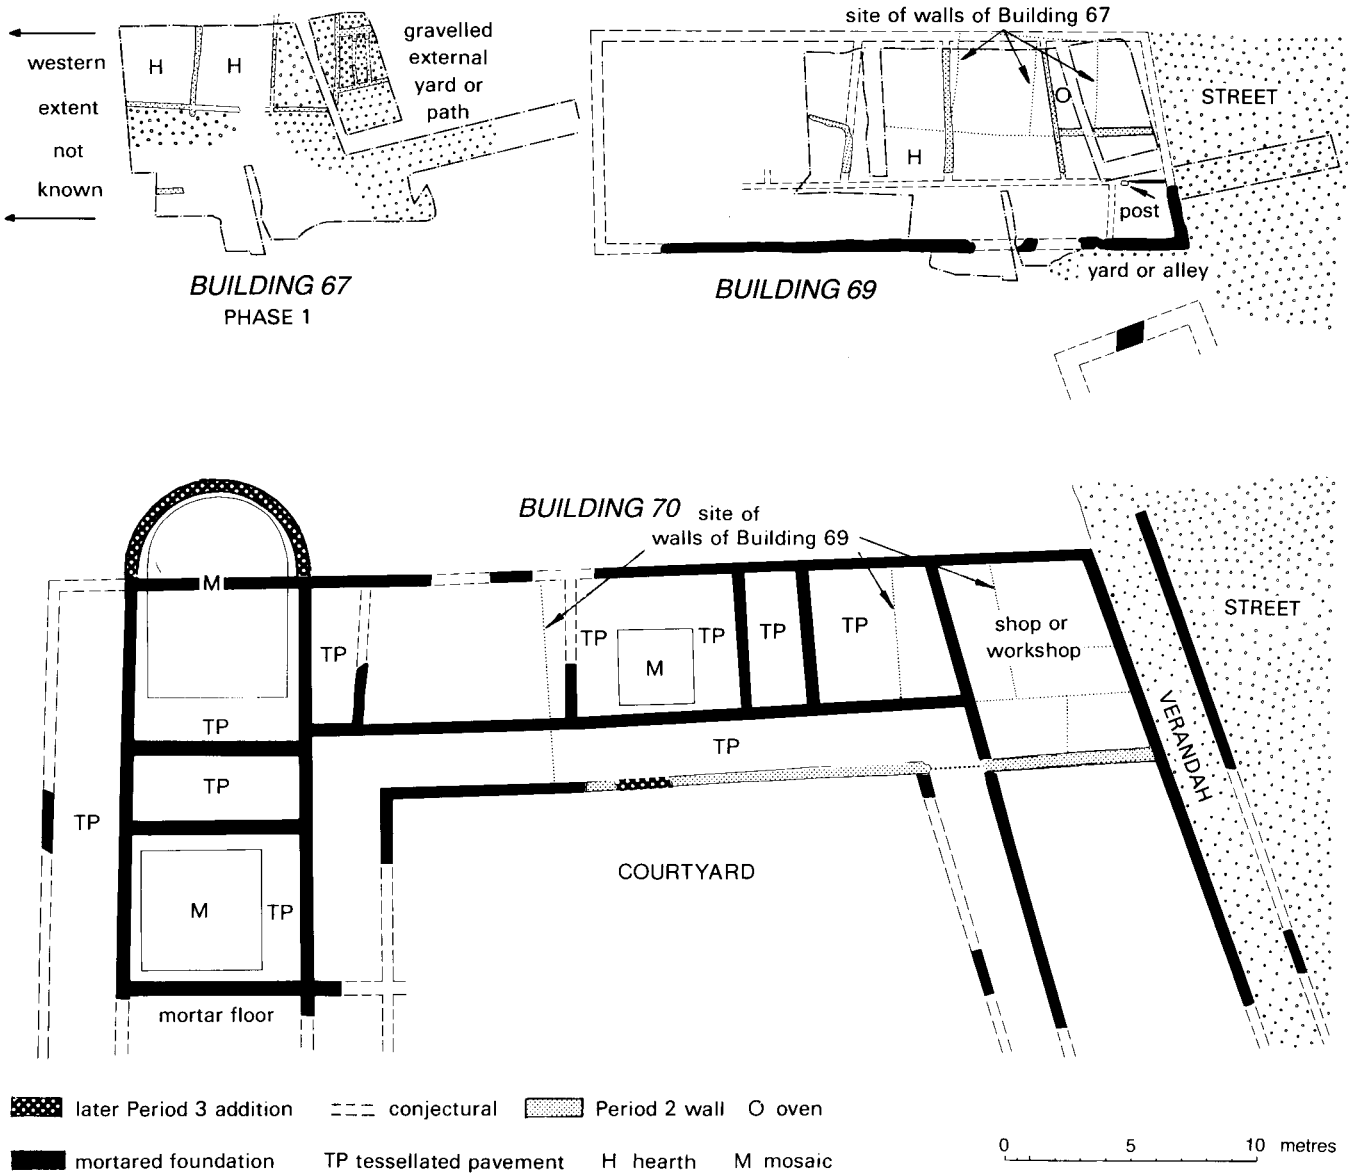 western
extent
not
known
H H
gravelled
external
yard or
path
BUILDING 67
PHASE 1
site of walls of Building 67
STREET
O
H
post
yard or alley
BUILDING 69
BUILDING 70
site of
walls of Building 69
STREET
M
TP
TP
TP
TP
TP
shop or
workshop
M
TP
TP
VERANDAH
TP
TP
COURTYARD
M
TP
mortar floor
later Period 3 addition
conjectural
Period 2 wall
O oven
mortared foundation
TP tessellated pavement
H hearth
M mosaic
0 5 10 metres